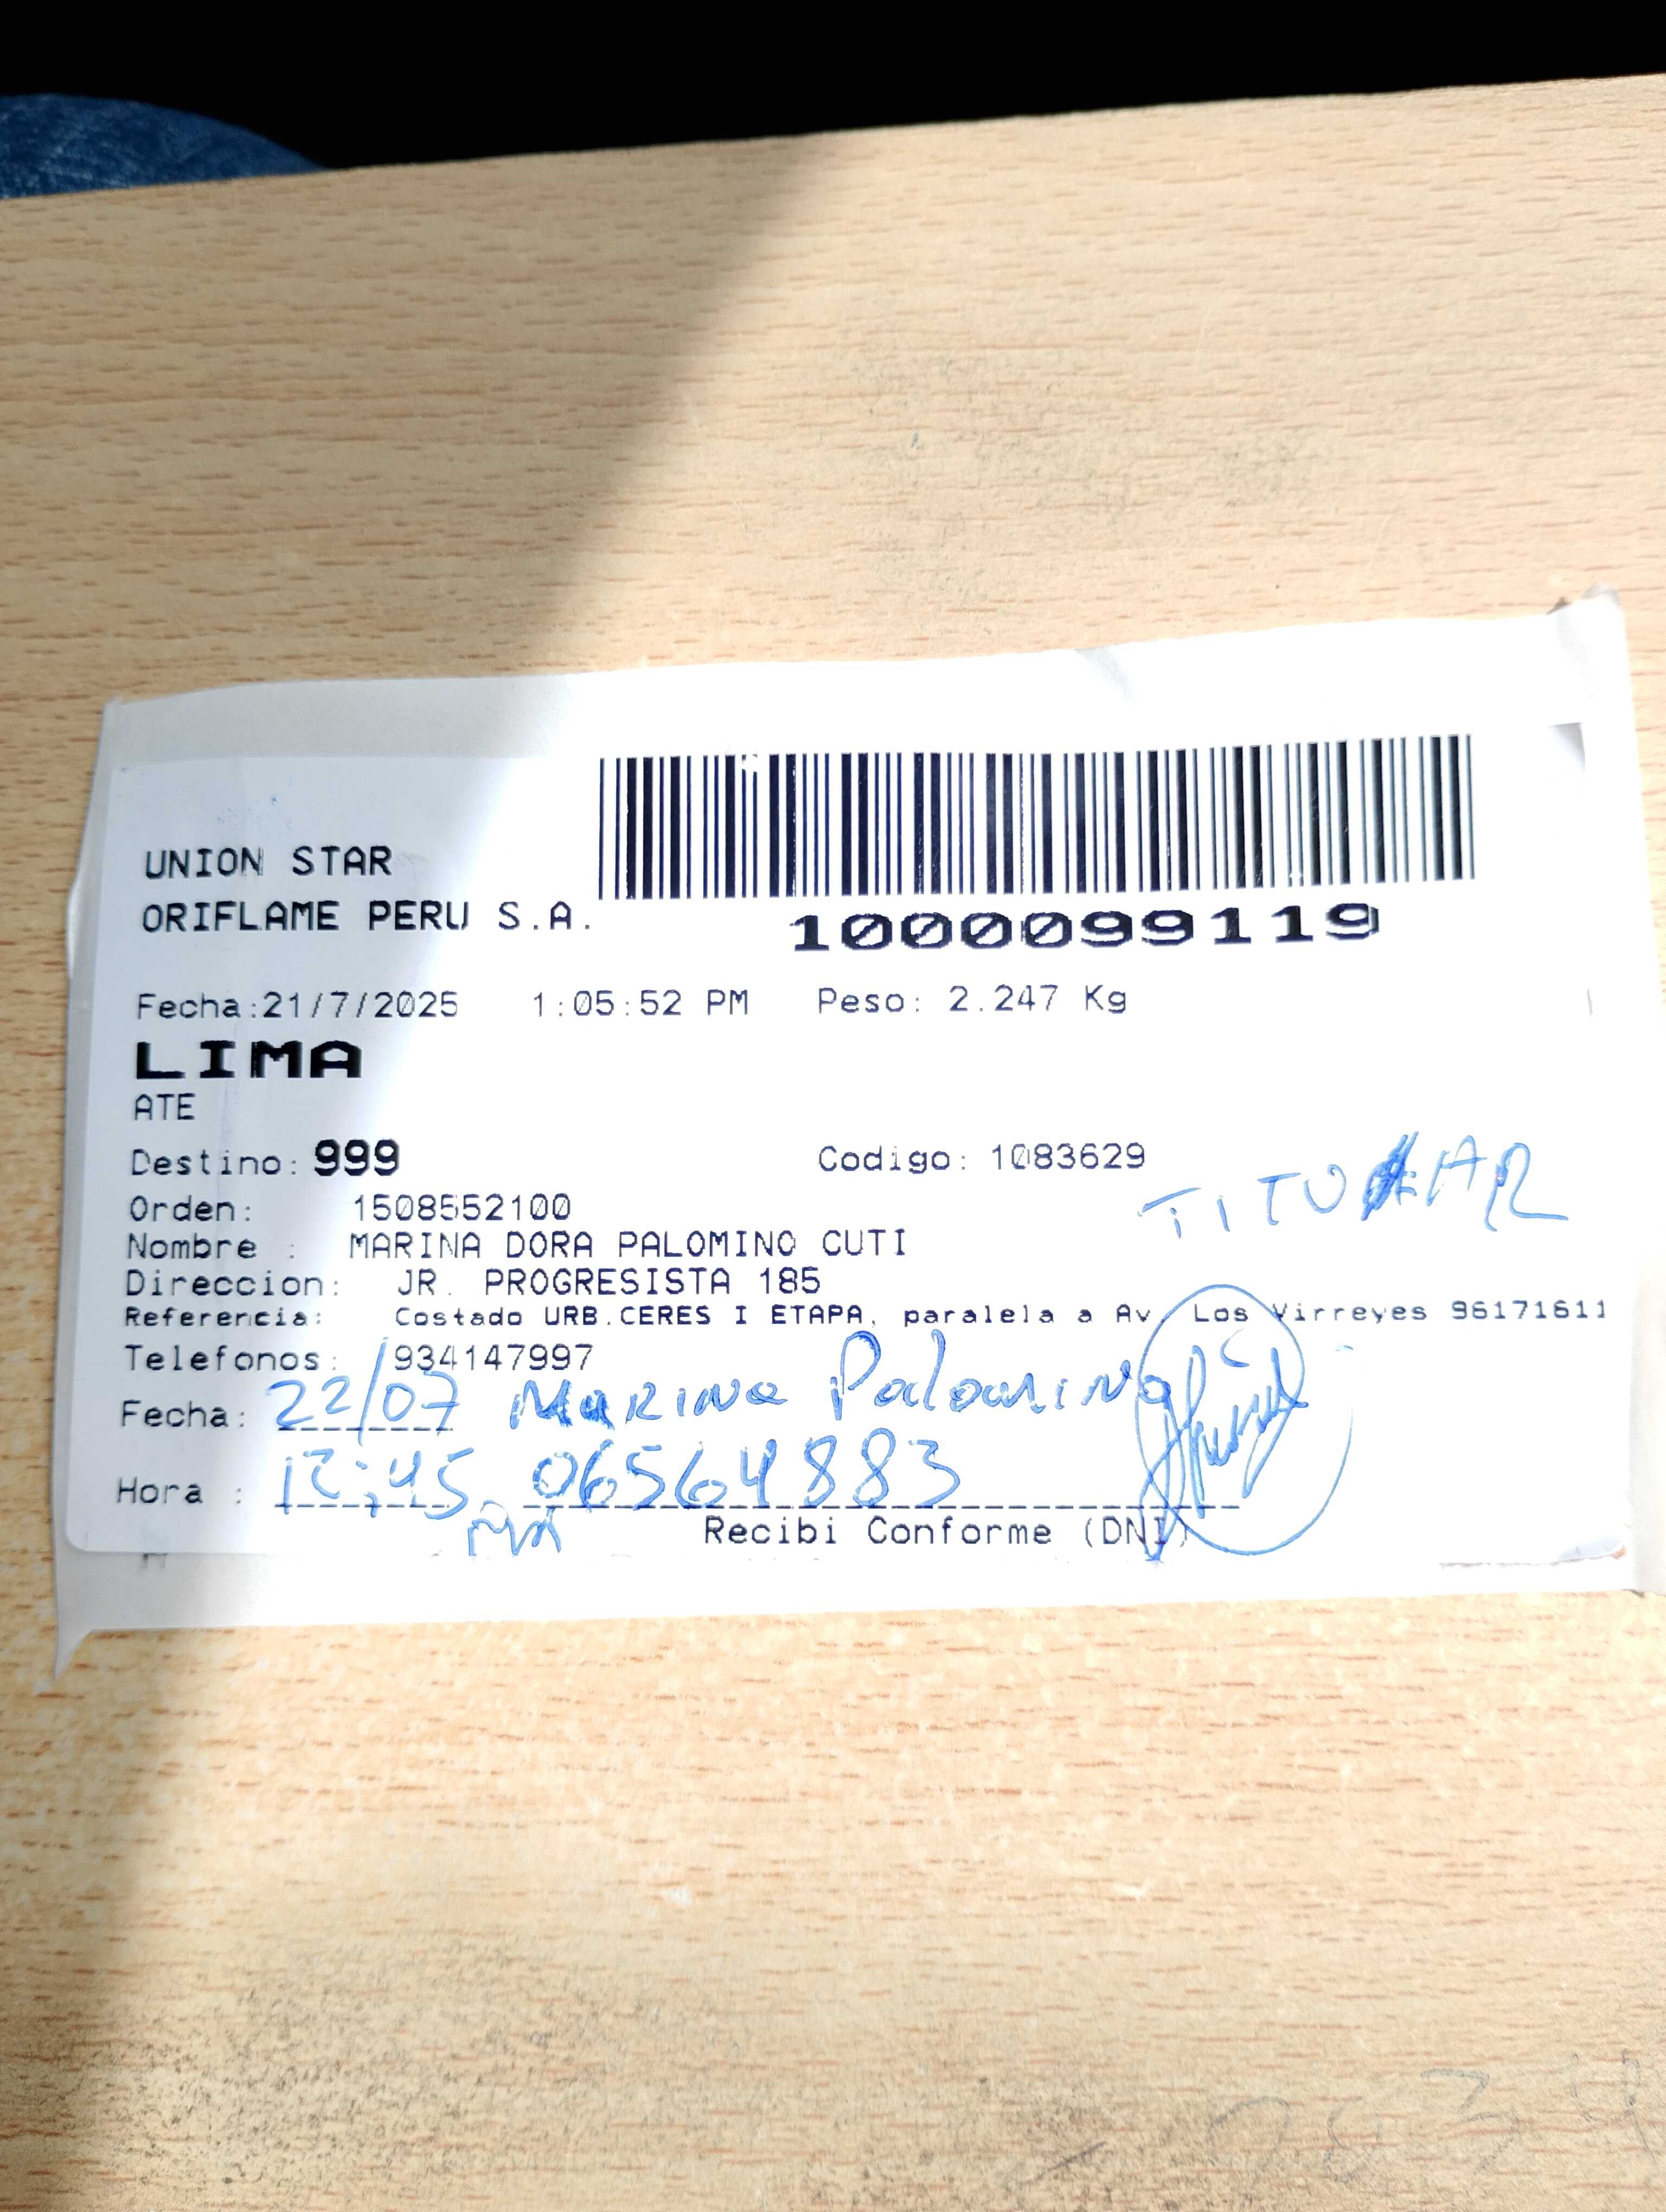 UNION STAR
ORIFLAME PERU S.A.
1000099119
Fecha:21/7/2025 1:05:52 PM Peso: 2.247 Kg
LIMA
ATE
Destino: 999 Codigo: 1083629
TITULAR
Orden: 1508552100
Nombre : MARINA DORA PALOMINO CUTI
Direccion: JR. PROGRESISTA 185
Referencia: Costado URB.CERES I ETAPA, paralela a Av. Los Virreyes 96171611
Telefonos: 934147997
Fecha: 22/07 MARINA Palomino
Hora : 12:45 pm 06564883
Recibi Conforme (DNI)